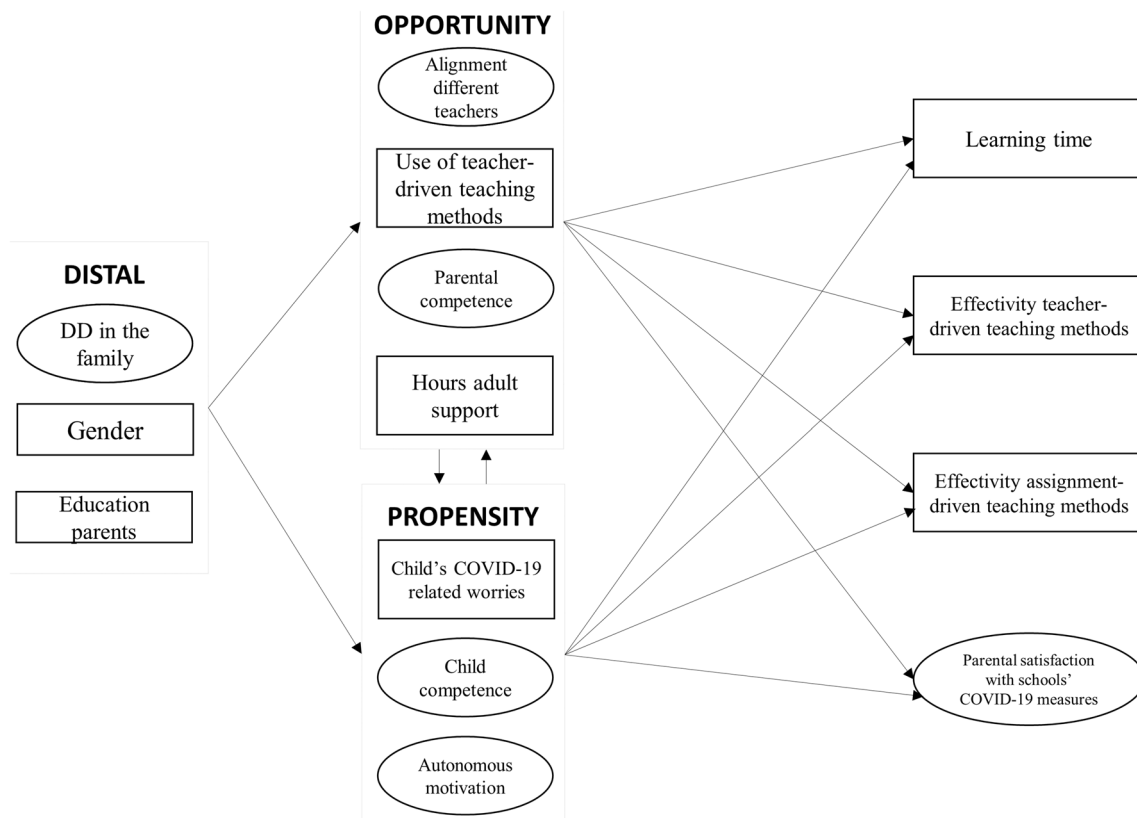 DISTAL
DD in the
family
Gender
Education
parents
OPPORTUNITY
Alignment
different
teachers
Use of teacher-
driven teaching
methods
Parental
competence
Hours adult
support
PROPENSITY
Child's COVID-19
related worries
Child
competence
Autonomous
motivation
Learning time
Effectivity teacher-
driven teaching methods
Effectivity assignment-
driven teaching methods
Parental satisfaction
with schools'
COVID-19 measures